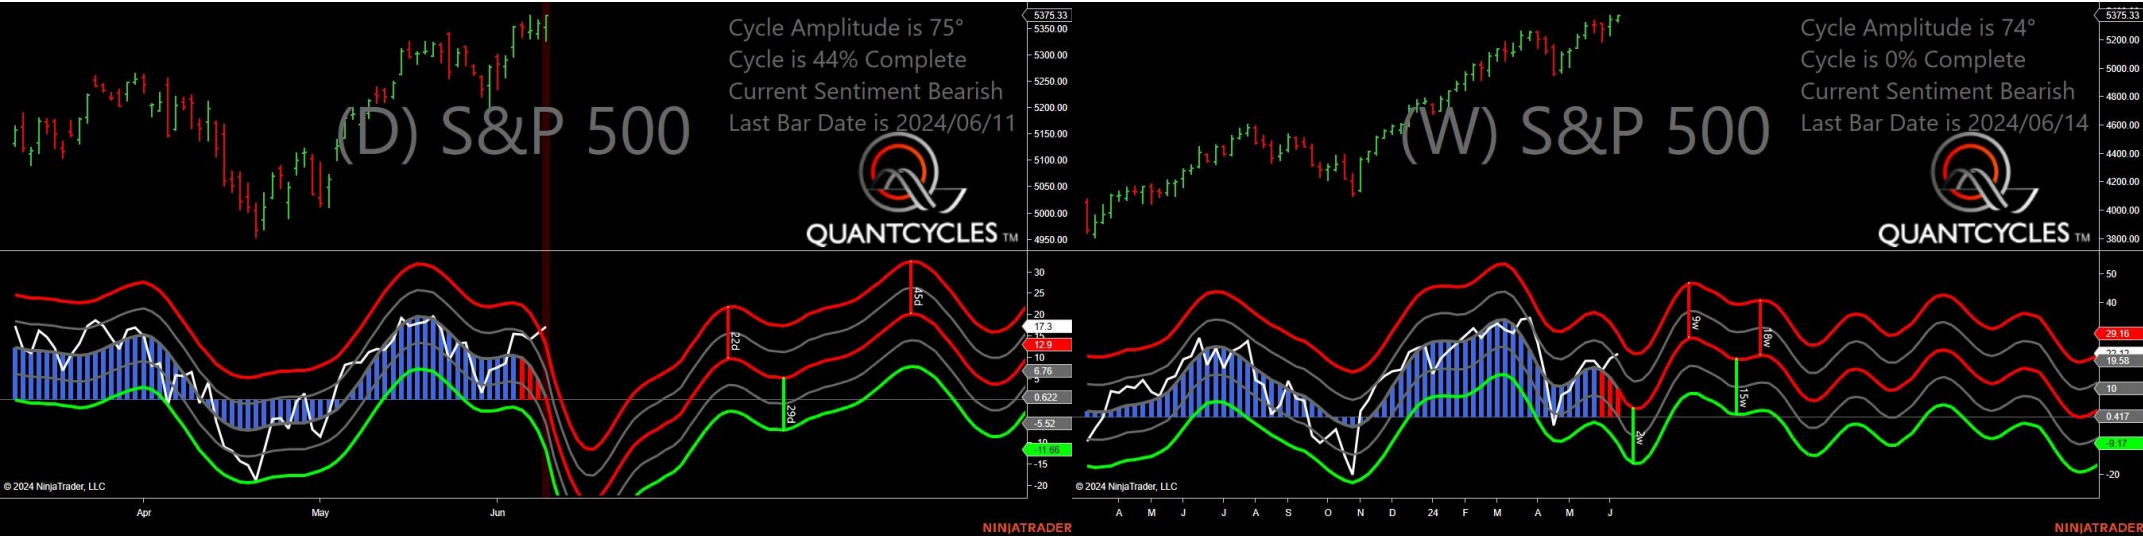 5375.33
5350.00
5300.00
5250.00
5200.00
5150.00
5100.00
5050.00
5000.00
4950.00
Cycle Amplitude is 75°
Cycle is 44% Complete
Current Sentiment Bearish
Last Bar Date is 2024/06/11
(D) S&P 500
QUANTCYCLES TM
30
25
20
17.3
12.9
10
6.76
0.622
-5.52
-11.66
-15
-20
22d
29d
45d
© 2024 NinjaTrader, LLC
Apr May Jun
NINJATRADER
5375.33
5200.00
5000.00
4800.00
4600.00
4400.00
4200.00
4000.00
3800.00
Cycle Amplitude is 74°
Cycle is 0% Complete
Current Sentiment Bearish
Last Bar Date is 2024/06/14
(W) S&P 500
QUANTCYCLES TM
50
40
29.16
19.58
10
0.417
-9.17
-20
2w
9w
15w
18w
© 2024 NinjaTrader, LLC
A M J J A S O N D 24 F M A M J
NINJATRADER